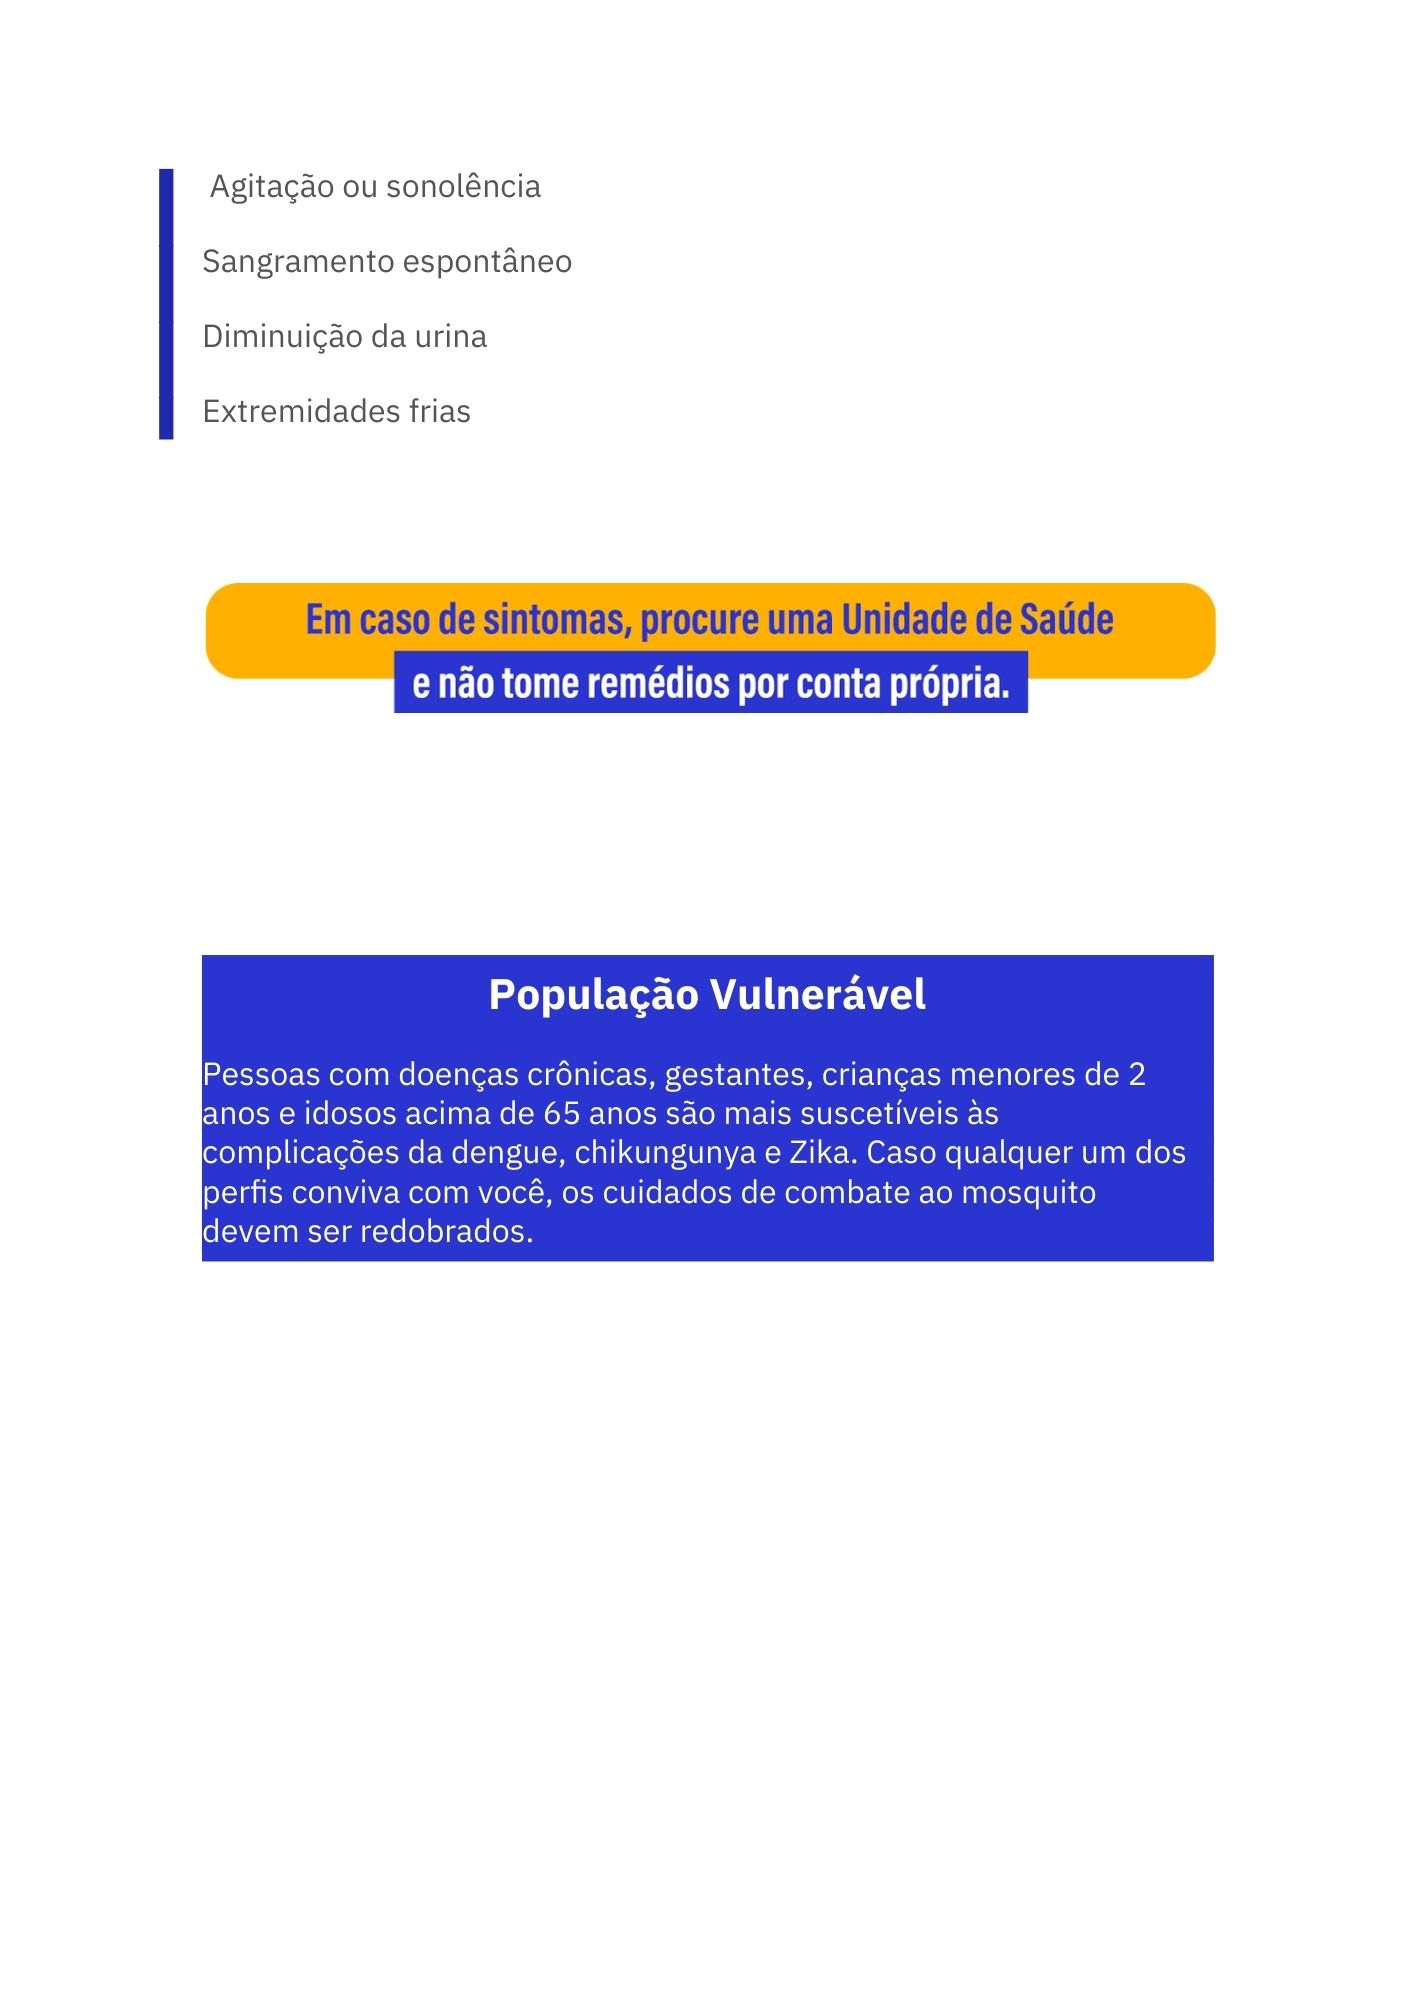 Agitação ou sonolência
Sangramento espontâneo
Diminuição da urina
Extremidades frias
Em caso de sintomas, procure uma Unidade de Saúde
e não tome remédios por conta própria.
População Vulnerável
Pessoas com doenças crônicas, gestantes, crianças menores de 2
anos e idosos acima de 65 anos são mais suscetíveis às
complicações da dengue, chikungunya e Zika. Caso qualquer um dos
perfis conviva com você, os cuidados de combate ao mosquito
devem ser redobrados.